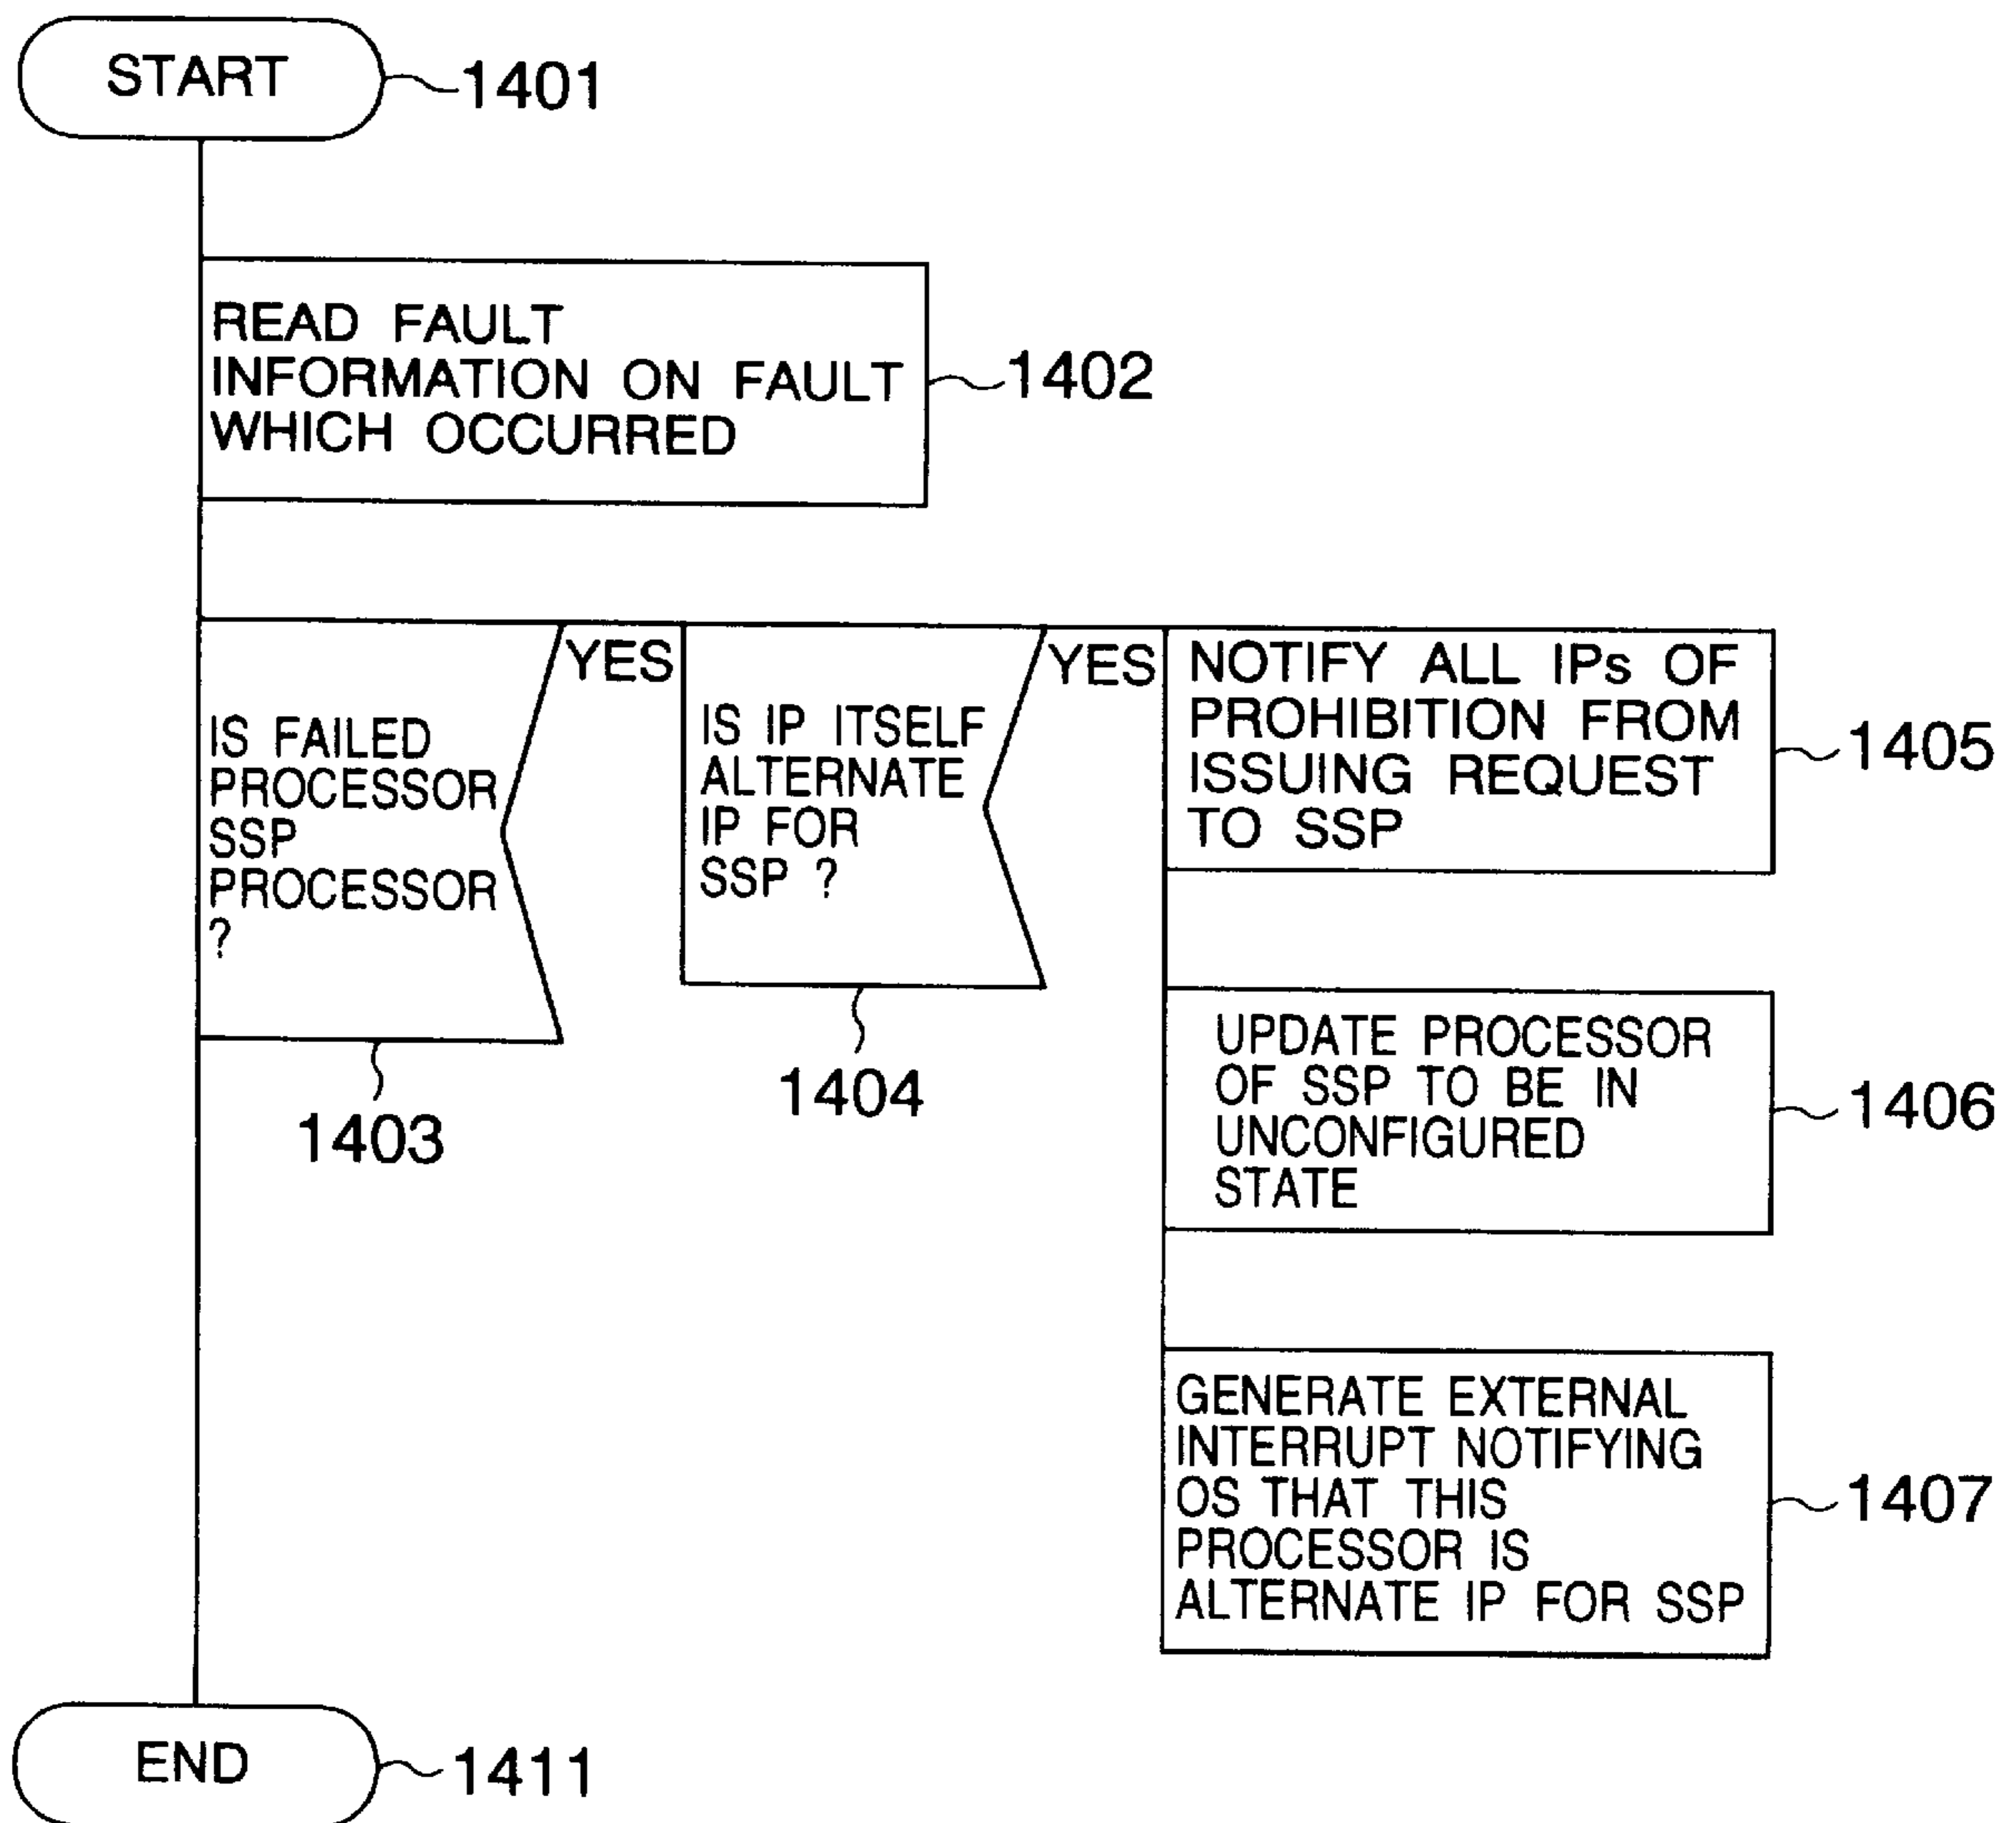 START
1401
READ FAULT
INFORMATION ON FAULT
WHICH OCCURRED
1402
IS FAILED
PROCESSOR
SSP
PROCESSOR
?
1403
YES
IS IP ITSELF
ALTERNATE
IP FOR
SSP ?
1404
YES
NOTIFY ALL IPs OF
PROHIBITION FROM
ISSUING REQUEST
TO SSP
1405
UPDATE PROCESSOR
OF SSP TO BE IN
UNCONFIGURED
STATE
1406
GENERATE EXTERNAL
INTERRUPT NOTIFYING
OS THAT THIS
PROCESSOR IS
ALTERNATE IP FOR SSP
1407
END
1411